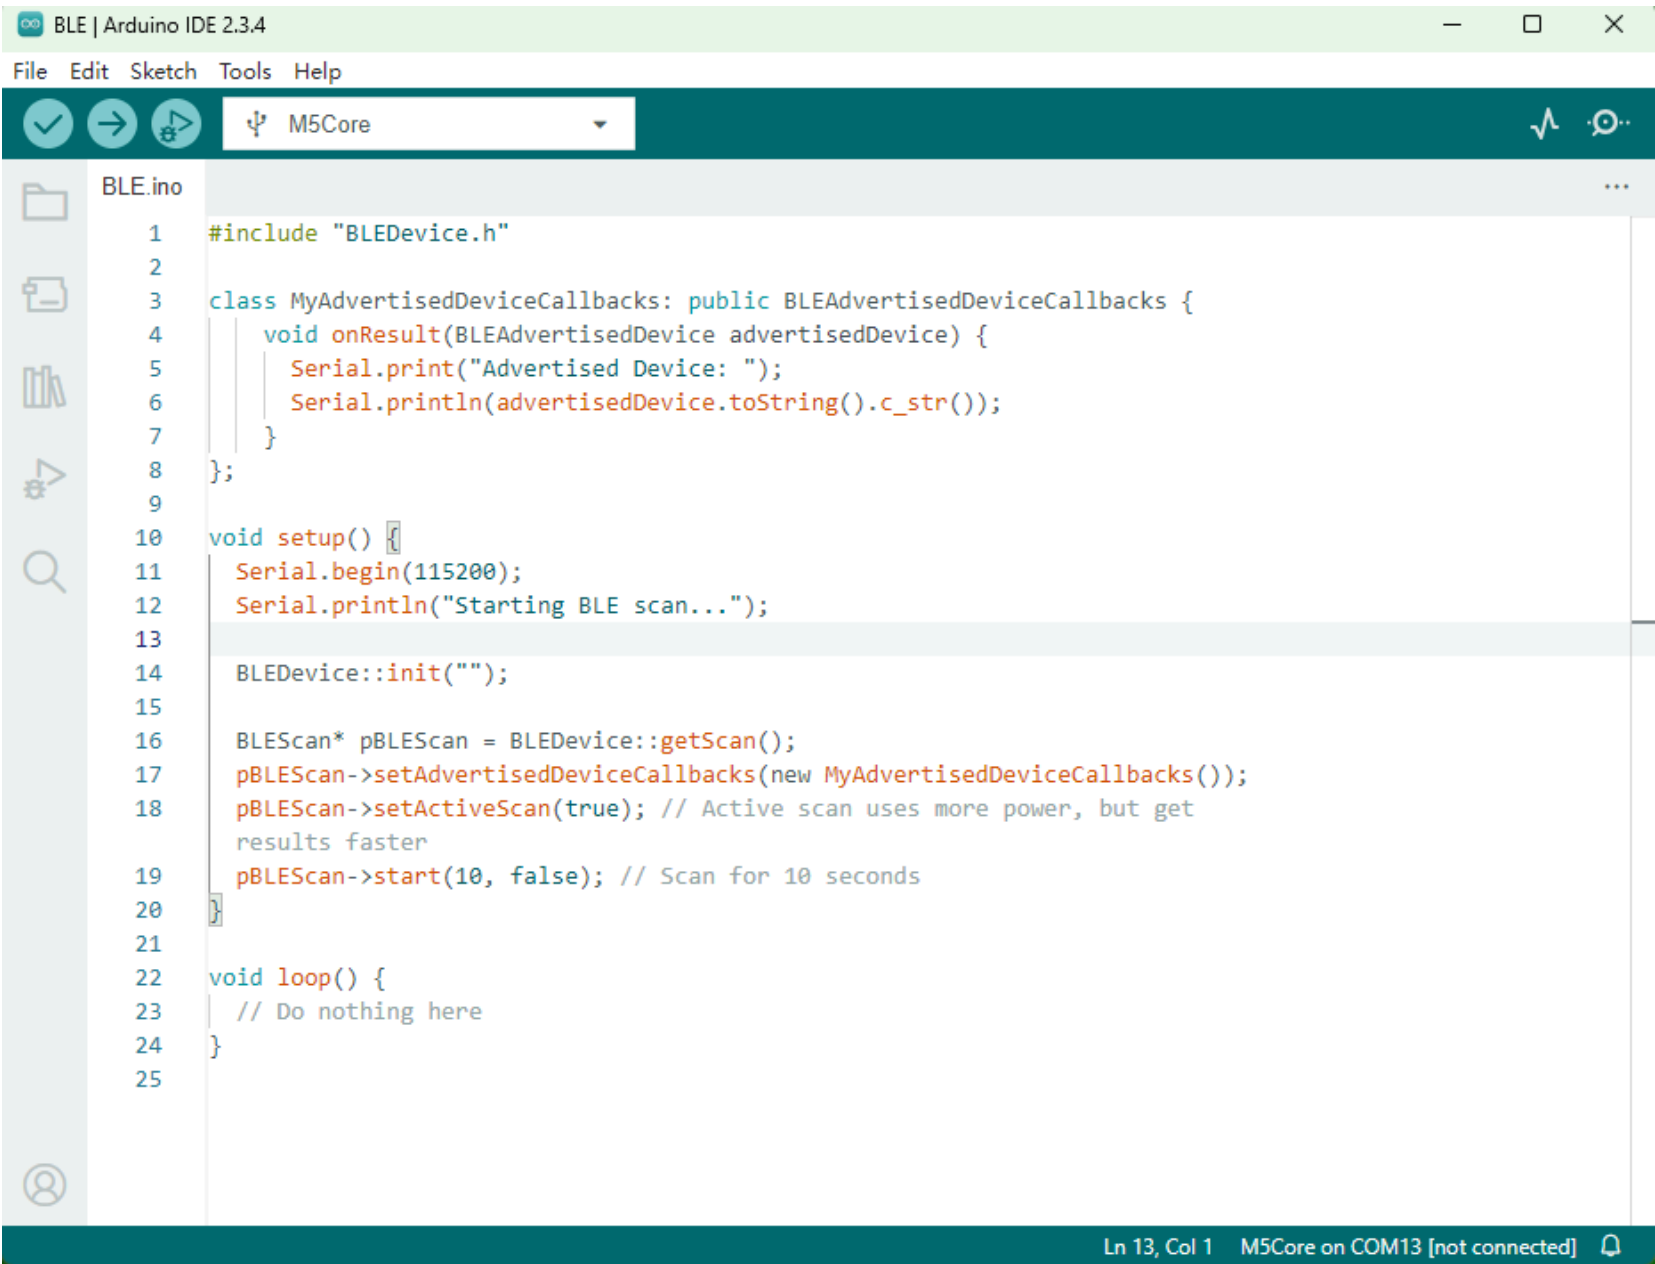 BLE | Arduino IDE 2.3.4
File Edit Sketch Tools Help
M5Core
BLE.ino
...
1 #include "BLEDevice.h"
2
3 class MyAdvertisedDeviceCallbacks: public BLEAdvertisedDeviceCallbacks {
4 void onResult(BLEAdvertisedDevice advertisedDevice) {
5 Serial.print("Advertised Device: ");
6 Serial.println(advertisedDevice.toString().c_str());
7 }
8 };
9
10 void setup() {
11 Serial.begin(115200);
12 Serial.println("Starting BLE scan...");
13
14 BLEDevice::init("");
15
16 BLEScan* pBLEScan = BLEDevice::getScan();
17 pBLEScan->setAdvertisedDeviceCallbacks(new MyAdvertisedDeviceCallbacks());
18 pBLEScan->setActiveScan(true); // Active scan uses more power, but get
results faster
19 pBLEScan->start(10, false); // Scan for 10 seconds
20 }
21
22 void loop() {
23 // Do nothing here
24 }
25
Ln 13, Col 1 M5Core on COM13 [not connected]